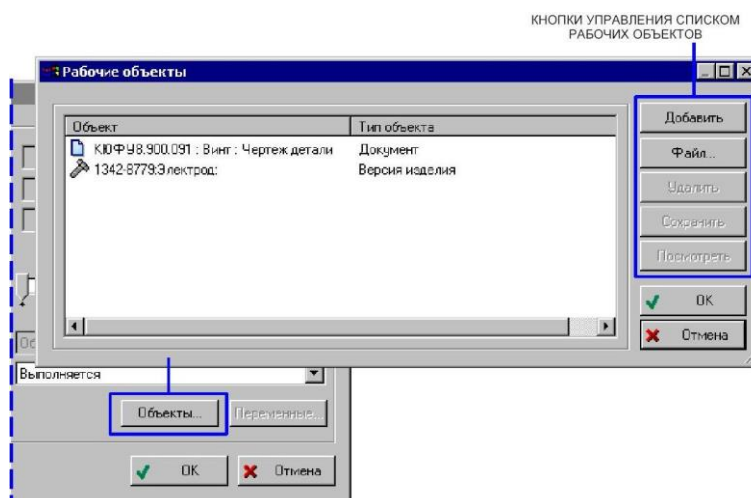 КНОПКИ УПРАВЛЕНИЯ СПИСКОМ
РАБОЧИХ ОБЪЕКТОВ
Рабочие объекты
Объект Тип объекта
КЮФУ8.900.091 : Винт : Чертеж детали Документ
1342-8779:Электрод: Версия изделия
Добавить
Файл...
Удалить
Сохранить
Посмотреть
OK
Отмена
Об
Выполняется
Объекты... Переменные...
OK Отмена